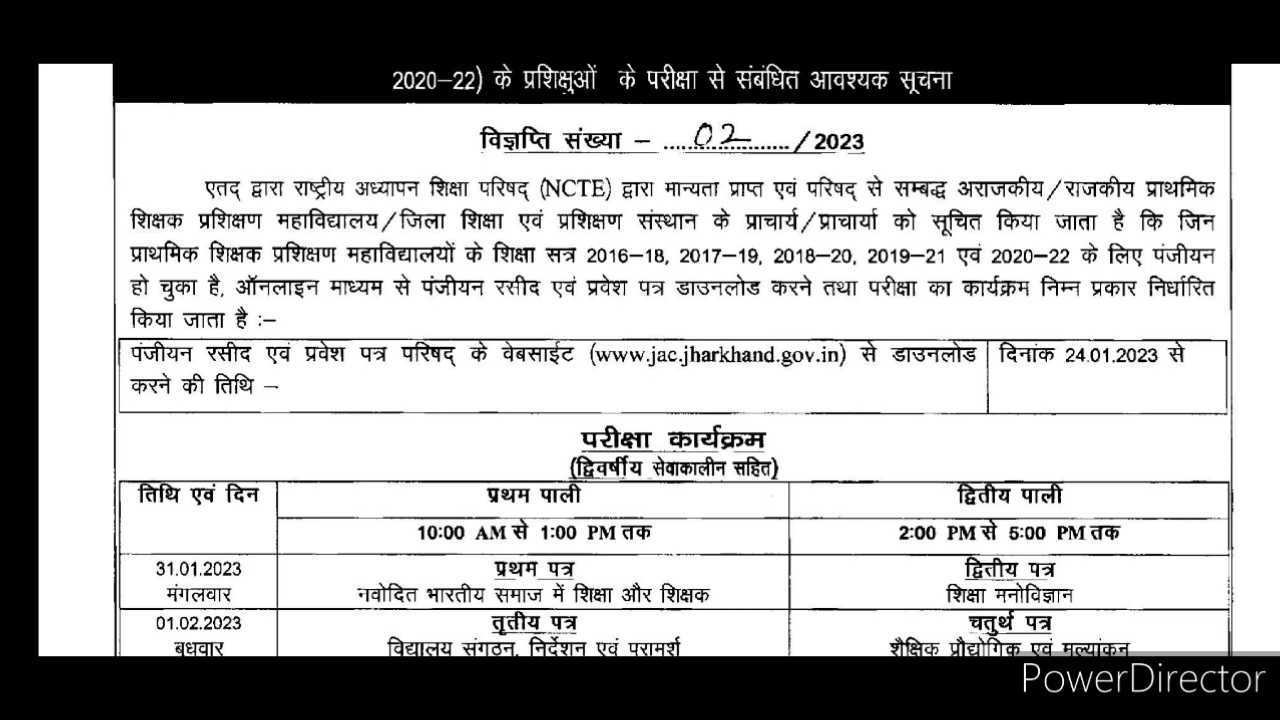 2020–22) के प्रशिक्षुओं के परीक्षा से संबंधित आवश्यक सूचना
विज्ञप्ति संख्या – ........02......../2023
एतद् द्वारा राष्ट्रीय अध्यापन शिक्षा परिषद् (NCTE) द्वारा मान्यता प्राप्त एवं परिषद् से सम्बद्ध अराजकीय/राजकीय प्राथमिक
शिक्षक प्रशिक्षण महाविद्यालय/जिला शिक्षा एवं प्रशिक्षण संस्थान के प्राचार्य/प्राचार्या को सूचित किया जाता है कि जिन
प्राथमिक शिक्षक प्रशिक्षण महाविद्यालयों के शिक्षा सत्र 2016–18, 2017–19, 2018–20, 2019–21 एवं 2020–22 के लिए पंजीयन
हो चुका है, ऑनलाइन माध्यम से पंजीयन रसीद एवं प्रवेश पत्र डाउनलोड करने तथा परीक्षा का कार्यक्रम निम्न प्रकार निर्धारित
किया जाता है :–
पंजीयन रसीद एवं प्रवेश पत्र परिषद् के वेबसाईट (www.jac.jharkhand.gov.in) से डाउनलोड दिनांक 24.01.2023 से
करने की तिथि –
परीक्षा कार्यक्रम
(द्विवर्षीय सेवाकालीन सहित)
तिथि एवं दिन प्रथम पाली द्वितीय पाली
10:00 AM से 1:00 PM तक 2:00 PM से 5:00 PM तक
31.01.2023 प्रथम पत्र द्वितीय पत्र
मंगलवार नवोदित भारतीय समाज में शिक्षा और शिक्षक शिक्षा मनोविज्ञान
01.02.2023 तृतीय पत्र चतुर्थ पत्र
बुधवार विद्यालय संगठन, निर्देशन एवं परामर्श शैक्षिक प्रौद्योगिक एवं मूल्यांकन
PowerDirector